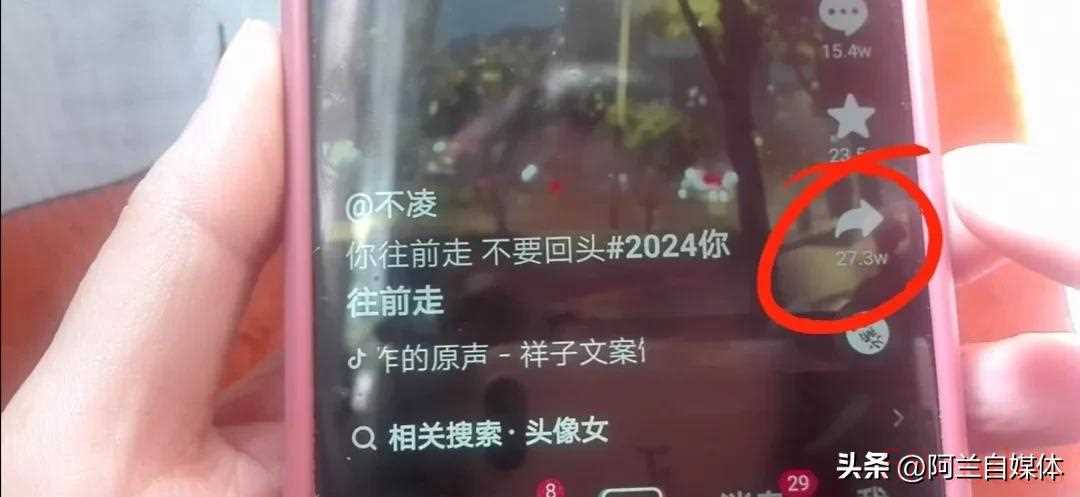 15.4w
23.5
27.3w
@不凌
你往前走 不要回头#2024你
往前走
作的原声 - 祥子文案
相关搜索 · 头像女
8
29
我
头条 @阿兰自媒体